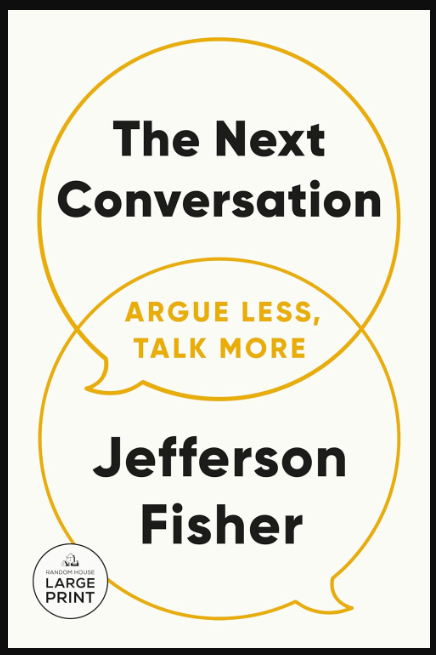 The Next
Conversation
ARGUE LESS,
TALK MORE
Jefferson
Fisher
RANDOM HOUSE
LARGE
PRINT